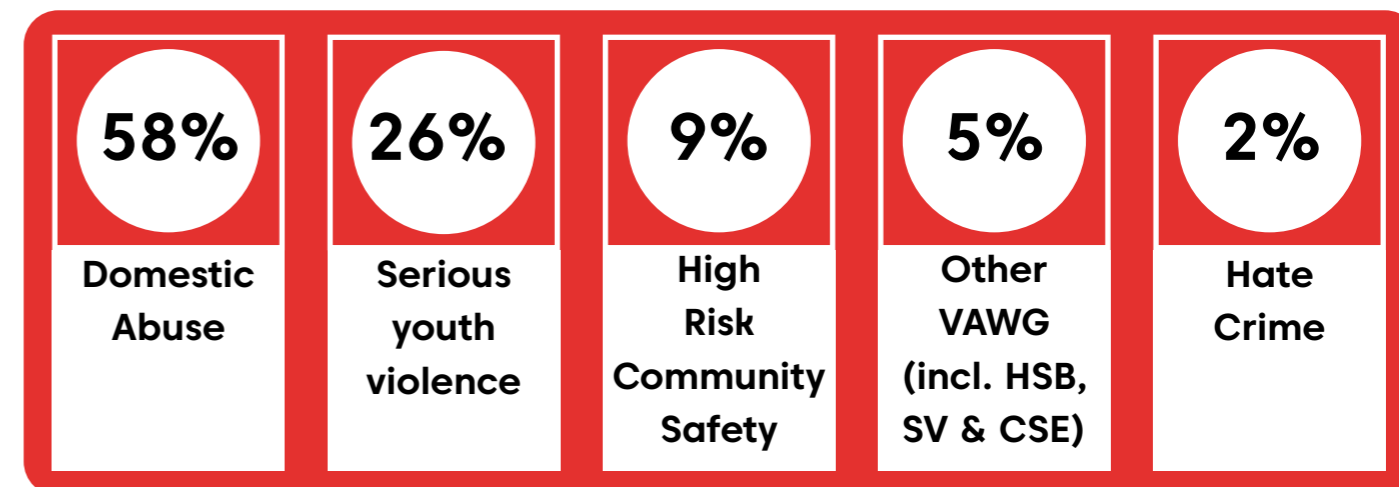 58%
Domestic
Abuse
26%
Serious
youth
violence
9%
High
Risk
Community
Safety
5%
Other
VAWG
(incl. HSB,
SV & CSE)
2%
Hate
Crime